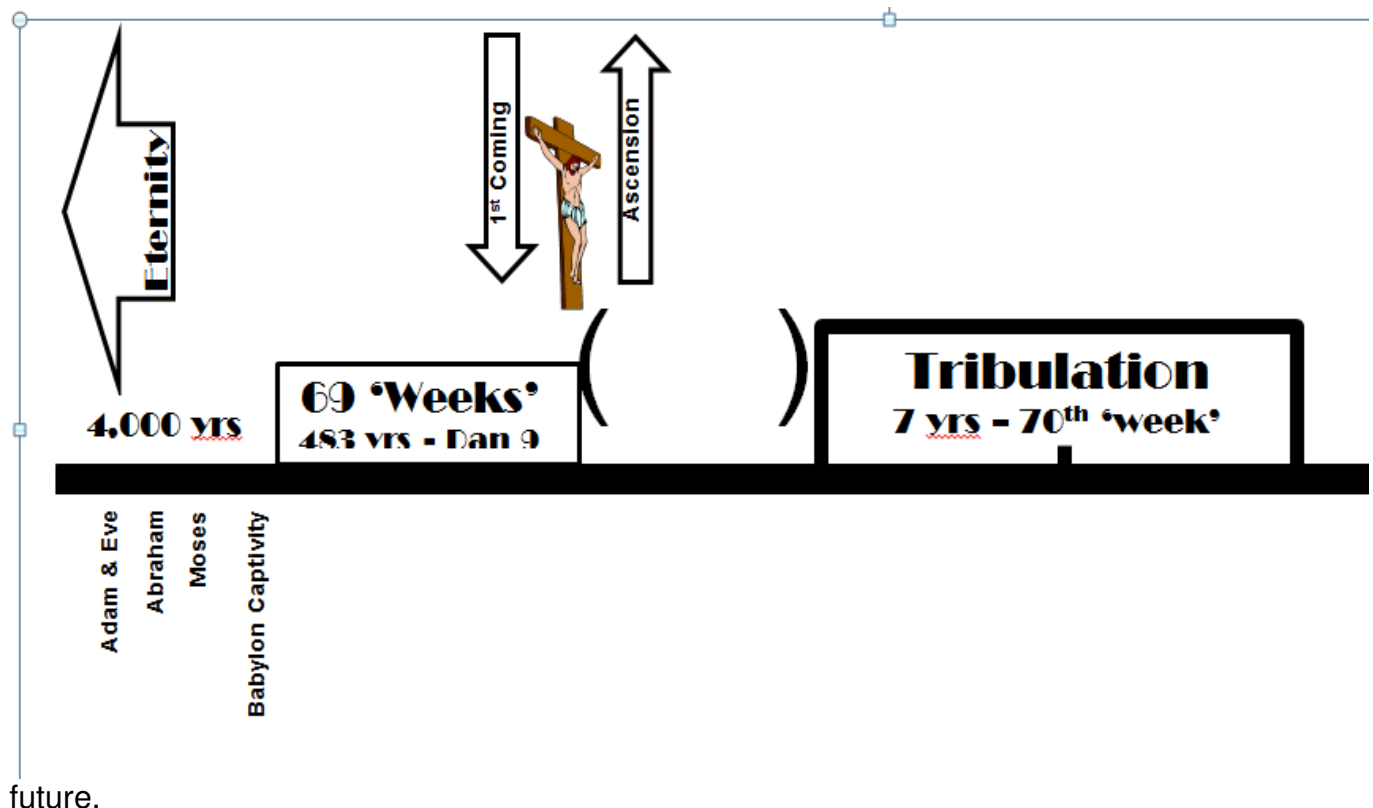 Eternity
1st Coming
Ascension
69 ‘Weeks’
483 yrs - Dan 9
4,000 yrs
Tribulation
7 yrs - 70th ‘week’
Adam & Eve
Abraham
Moses
Babylon Captivity
future.